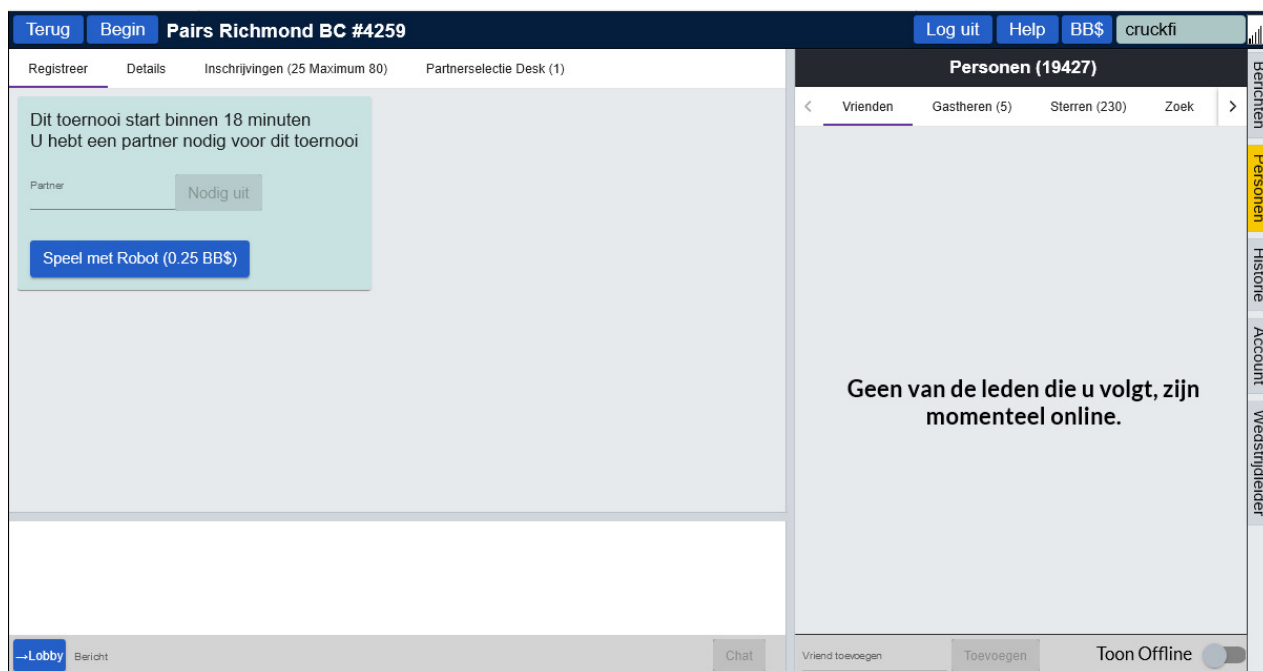 Terug Begin Pairs Richmond BC #4259 Log uit Help BB$ cruckfi
Registreer Details Inschrijvingen (25 Maximum 80) Partnerselectie Desk (1)
Dit toernooi start binnen 18 minuten
U hebt een partner nodig voor dit toernooi
Partner
Nodig uit
Speel met Robot (0.25 BB$)
Personen (19427)
Vrienden Gastheren (5) Sterren (230) Zoek
Geen van de leden die u volgt, zijn
momenteel online.
Berichten
Personen
Historie
Account
Wedstrijdleider
→Lobby Bericht Chat
Vriend toevoegen Toevoegen Toon Offline